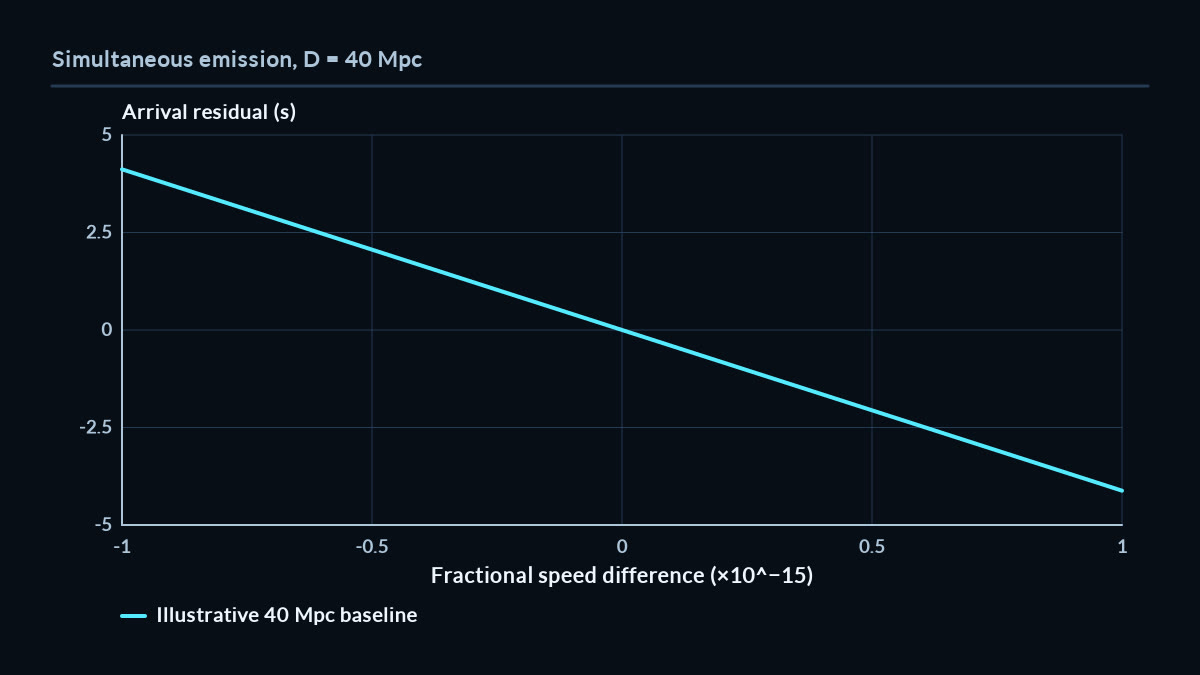 Simultaneous emission, D = 40 Mpc
Arrival residual (s)
5
2.5
0
-2.5
-5
-1 -0.5 0 0.5 1
Fractional speed difference (×10^−15)
Illustrative 40 Mpc baseline